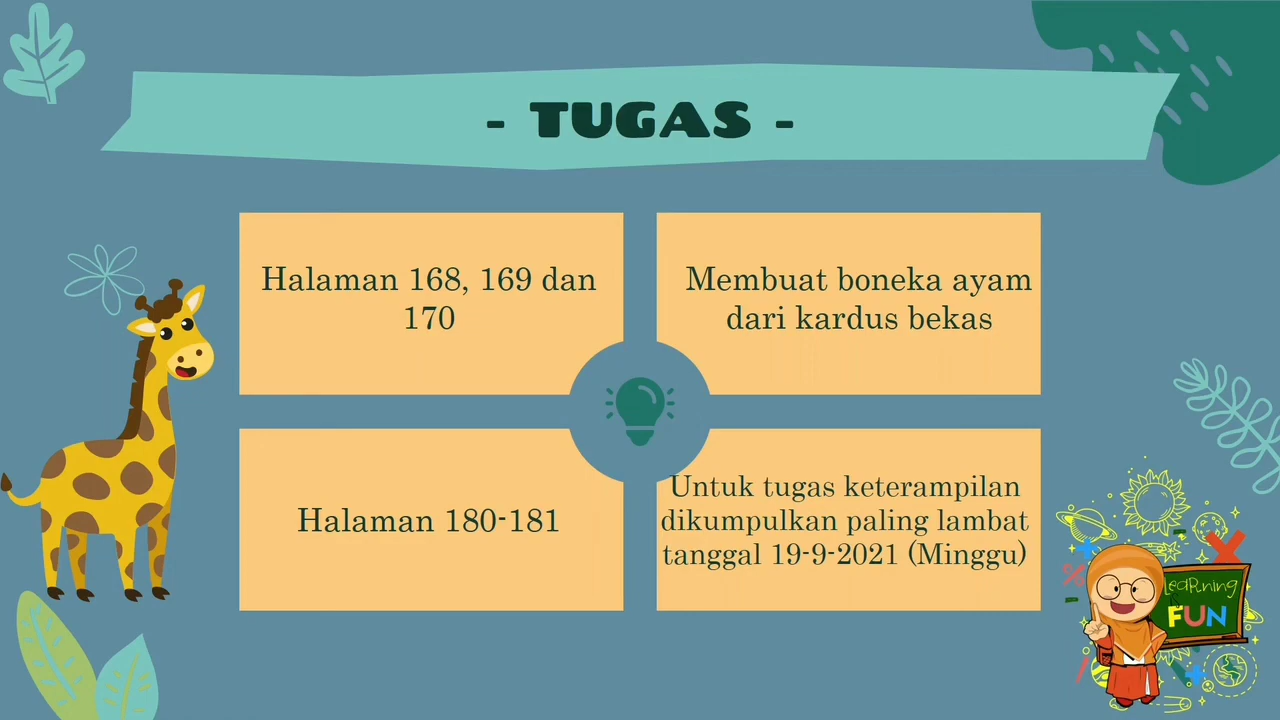 - TUGAS -
Halaman 168, 169 dan
170
Membuat boneka ayam
dari kardus bekas
Halaman 180-181
Untuk tugas keterampilan
dikumpulkan paling lambat
tanggal 19-9-2021 (Minggu)
LeaRning
FUN